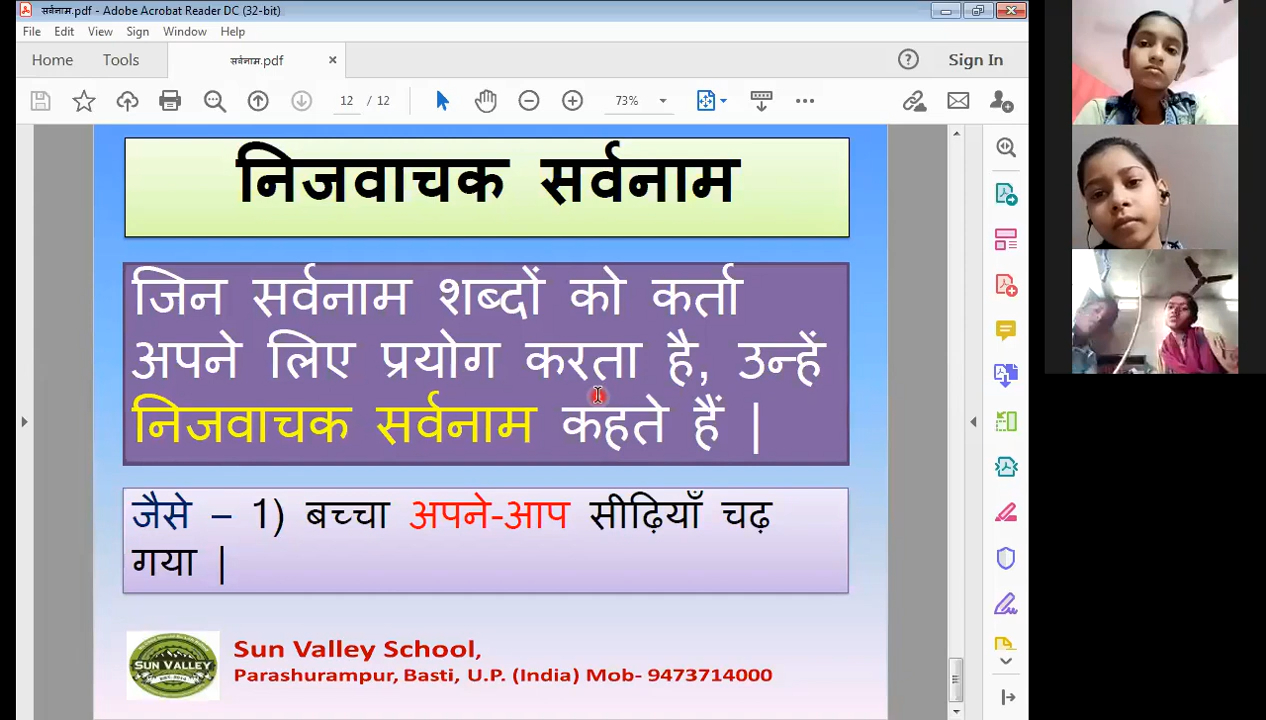 सर्वनाम.pdf - Adobe Acrobat Reader DC (32-bit)
File Edit View Sign Window Help
Home Tools सर्वनाम.pdf × ? Sign In
12 / 12 73%
निजवाचक सर्वनाम
जिन सर्वनाम शब्दों को कर्ता
अपने लिए प्रयोग करता है, उन्हें
निजवाचक सर्वनाम कहते हैं |
जैसे – 1) बच्चा अपने-आप सीढ़ियाँ चढ़
गया |
SUN VALLEY
Sun Valley School,
Parashurampur, Basti, U.P. (India) Mob- 9473714000